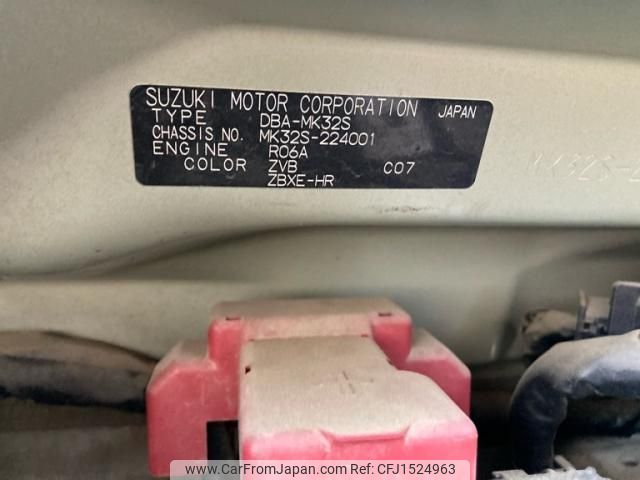 SUZUKI MOTOR CORPORATION JAPAN
TYPE DBA-MK32S
CHASSIS NO. MK32S-224001
ENGINE R06A
COLOR ZVB C07
ZBXE-HR
MK32S-
www.CarFromJapan.com - CFJ1524963